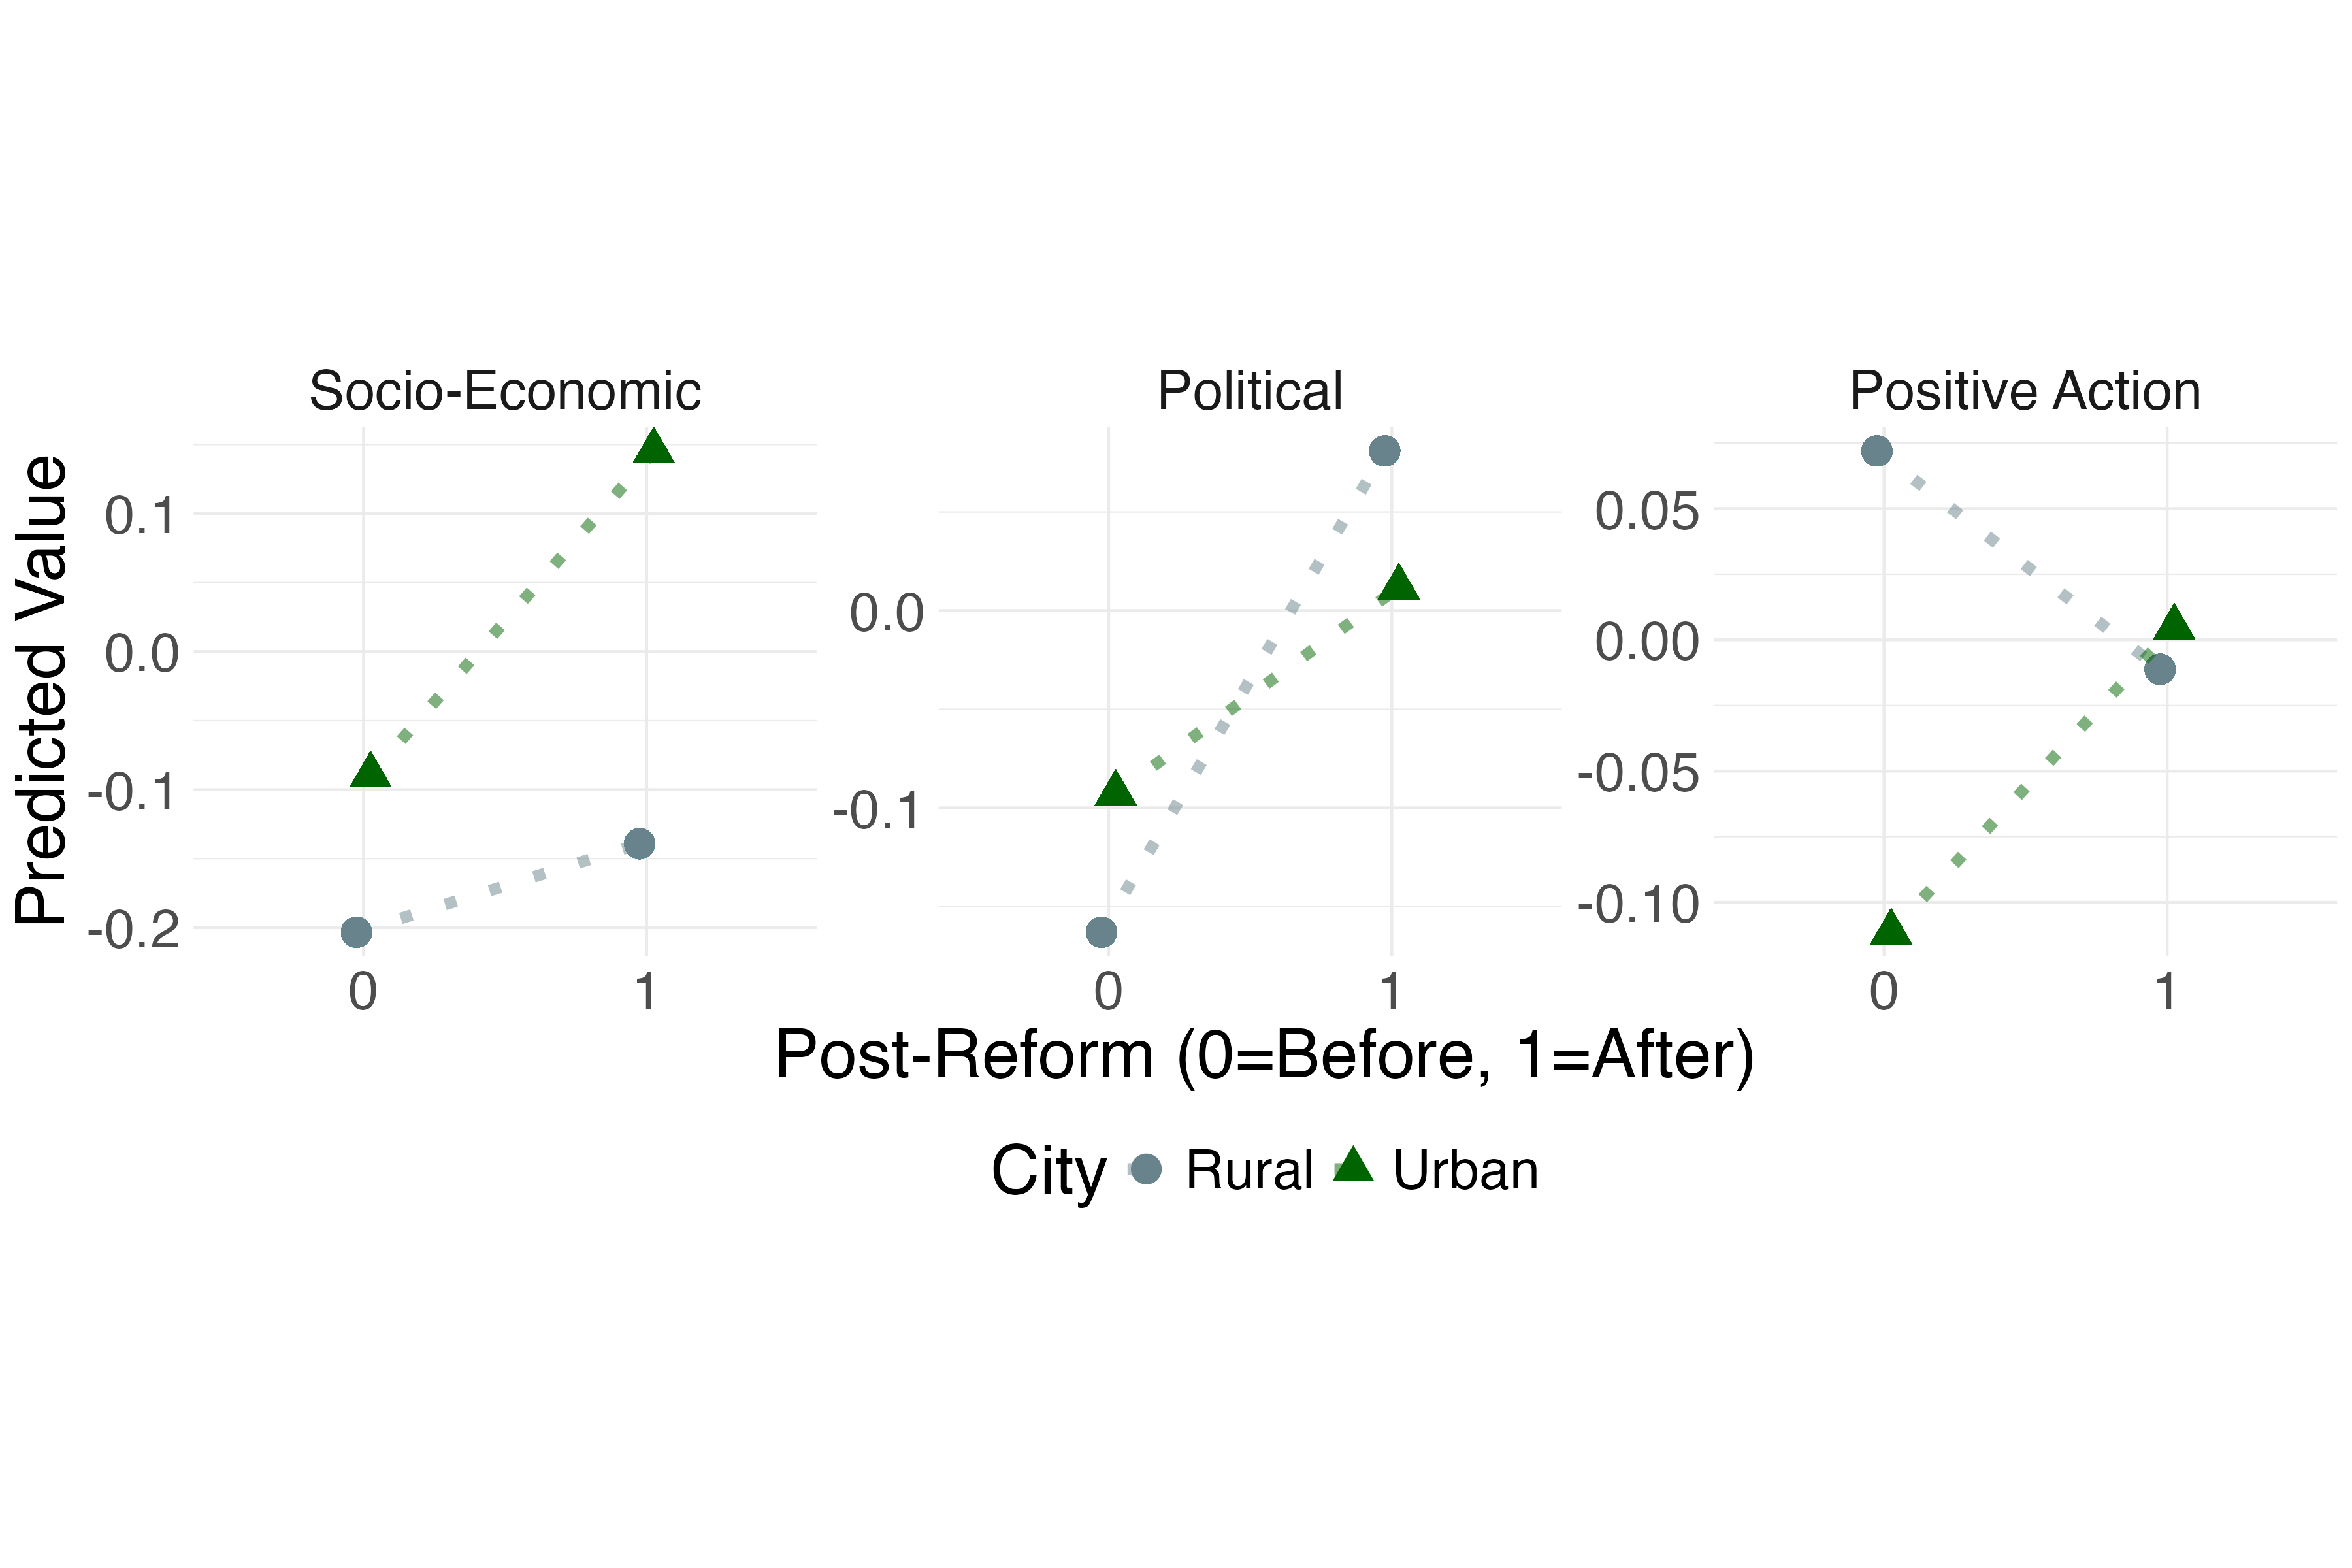 Socio-Economic
Political
Positive Action
Predicted Value
0.1
0.0
-0.1
-0.2
0.0
-0.1
0.05
0.00
-0.05
-0.10
0 1
0 1
0 1
Post-Reform (0=Before, 1=After)
City Rural Urban